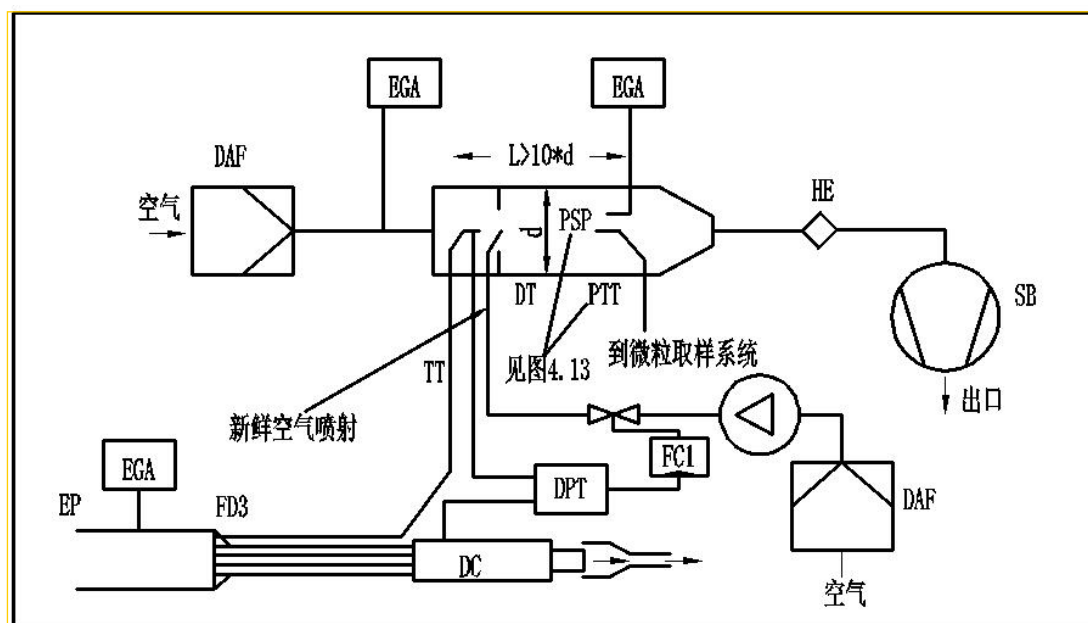 EGA
EGA
DAF
L>10*d
HE
空气
d
PSP
DT
PTT
SB
见图4.13
到微粒取样系统
TT
出口
新鲜空气喷射
FC1
EGA
DPT
EP
FD3
DAF
DC
空气